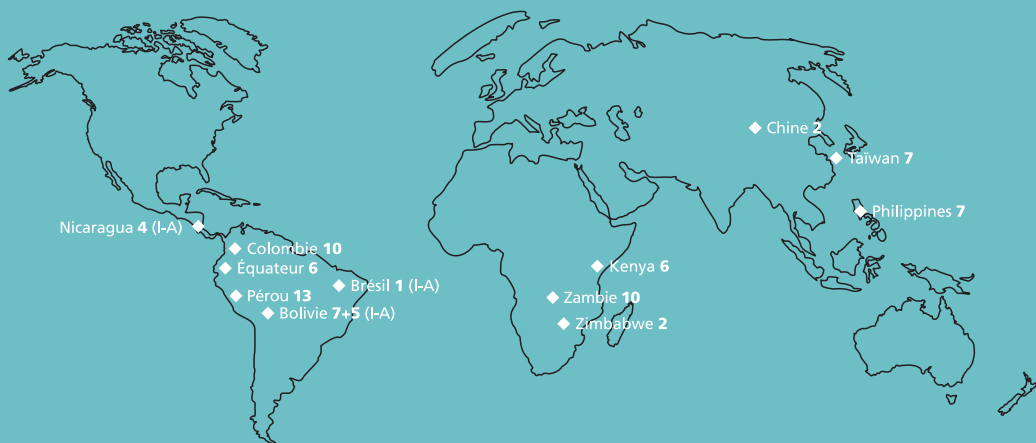 Chine 2
Taïwan 7
Philippines 7
Nicaragua 4 (I-A)
Colombie 10
Équateur 6
Brésil 1 (I-A)
Pérou 13
Bolivie 7+5 (I-A)
Kenya 6
Zambie 10
Zimbabwe 2